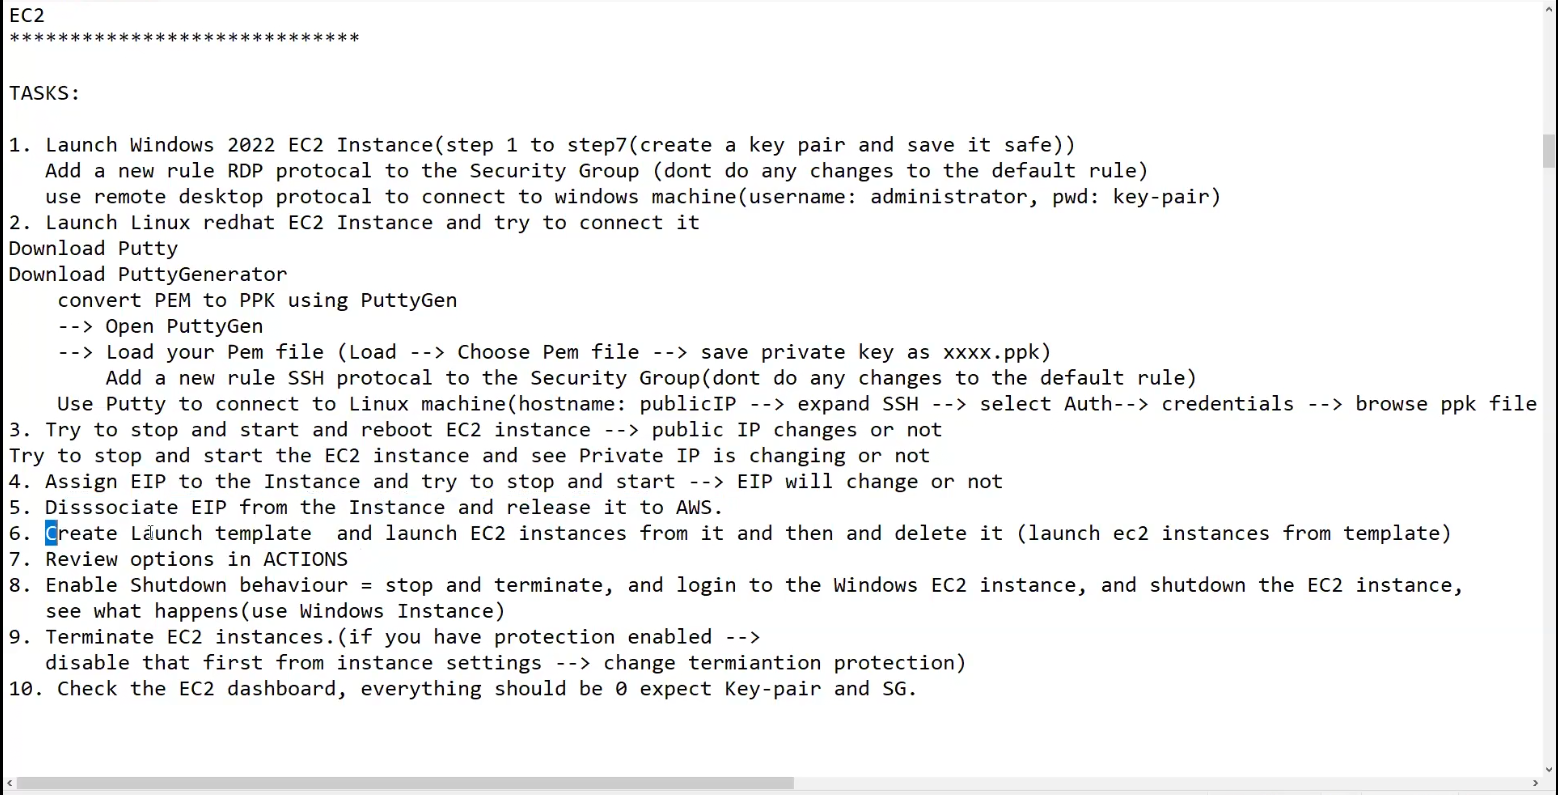 EC2
*****************************
TASKS:
1. Launch Windows 2022 EC2 Instance(step 1 to step7(create a key pair and save it safe))
   Add a new rule RDP protocal to the Security Group (dont do any changes to the default rule)
   use remote desktop protocal to connect to windows machine(username: administrator, pwd: key-pair)
2. Launch Linux redhat EC2 Instance and try to connect it
Download Putty
Download PuttyGenerator
    convert PEM to PPK using PuttyGen
    --> Open PuttyGen
    --> Load your Pem file (Load --> Choose Pem file --> save private key as xxxx.ppk)
        Add a new rule SSH protocal to the Security Group(dont do any changes to the default rule)
    Use Putty to connect to Linux machine(hostname: publicIP --> expand SSH --> select Auth--> credentials --> browse ppk file
3. Try to stop and start and reboot EC2 instance --> public IP changes or not
Try to stop and start the EC2 instance and see Private IP is changing or not
4. Assign EIP to the Instance and try to stop and start --> EIP will change or not
5. Disssociate EIP from the Instance and release it to AWS.
6. Create Launch template  and launch EC2 instances from it and then and delete it (launch ec2 instances from template)
7. Review options in ACTIONS
8. Enable Shutdown behaviour = stop and terminate, and login to the Windows EC2 instance, and shutdown the EC2 instance,
   see what happens(use Windows Instance)
9. Terminate EC2 instances.(if you have protection enabled -->
   disable that first from instance settings --> change termiantion protection)
10. Check the EC2 dashboard, everything should be 0 expect Key-pair and SG.